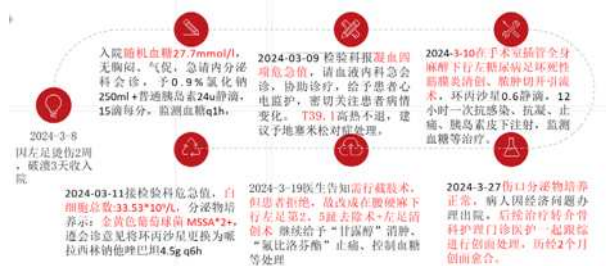 2024-3-8
因左足烫伤2周
，破溃3天收入
院
入院随机血糖27.7mmol/l，
无胸闷、气促，急请内分泌
科会诊，予0.9%氯化钠
250ml+普通胰岛素24u静滴，
15滴每分，监测血糖q1h，
2024-03-09 检验科报凝血四
项危急值，请血液内科会诊
，协助诊疗，给予患者心
电监护，密切关注患者病情
变化。 T39.1高热不退，建
议予地塞米松对症处理。
2024-3-10在手术室插管全身
麻醉下行左糖尿病足坏死性
筋膜炎清创、脓肿切开引流
术，环丙沙星0.6静滴，12
小时一次抗感染、抗凝、止
痛、胰岛素皮下注射，监测
血糖等治疗。
2024-03-11接检验科危急值，白
细胞总数:33.53*10⁹/L，分泌物培
养示：金黄色葡萄球菌 MSSA*2+，
遵会诊意见将环丙沙星更换为哌
拉西林钠他唑巴坦4.5g q6h
2024-3-19医生告知需行截肢术，
但患者拒绝，故改成在腰硬麻下
行左足第2，5趾去除术+左足清
创术 继续给予“甘露醇”消肿、
“氟比洛芬酯”止痛、控制血糖
等处理
2024-3-27伤口分泌物培养
正常，病人因经济问题办
理出院，后续治疗转介骨
科护理门诊医护一起跟综
进行创面处理，历经2个月
创面愈合。